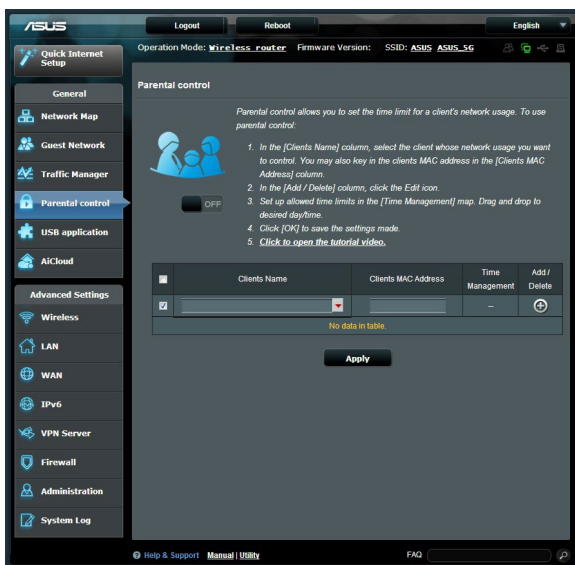 ASUS
Logout
Reboot
English
Quick Internet
Setup
Operation Mode: Wireless router Firmware Version: SSID: ASUS ASUS_5G
General
Network Map
Guest Network
Traffic Manager
Parental control
USB application
AiCloud
Advanced Settings
Wireless
LAN
WAN
IPv6
VPN Server
Firewall
Administration
System Log
Parental control
Parental control allows you to set the time limit for a client's network usage. To use
parental control:
1. In the [Clients Name] column, select the client whose network usage you want
to control. You may also key in the clients MAC address in the [Clients
MAC Address] column.
2. In the [Add / Delete] column, click the Edit icon.
3. Set up allowed time limits in the [Time Management] map. Drag and drop to
desired day/time.
4. Click [OK] to save the settings made.
5. Click to open the tutorial video.
OFF
Clients Name
Clients MAC Address
Time
Management
Add /
Delete
--
No data in table.
Apply
Help & Support Manual | Utility
FAQ